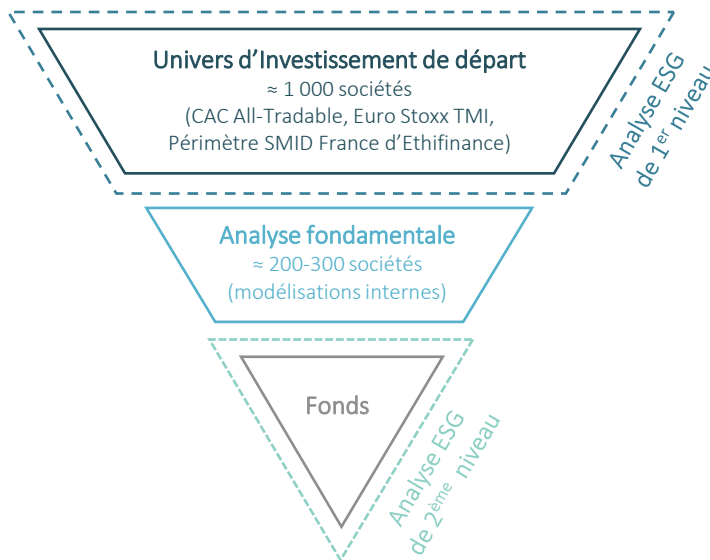 Univers d’Investissement de départ
≈ 1 000 sociétés
(CAC All-Tradable, Euro Stoxx TMI,
Périmètre SMID France d’Ethifinance)
Analyse ESG
de 1er niveau
Analyse fondamentale
≈ 200-300 sociétés
(modélisations internes)
Fonds
Analyse ESG
de 2ème niveau